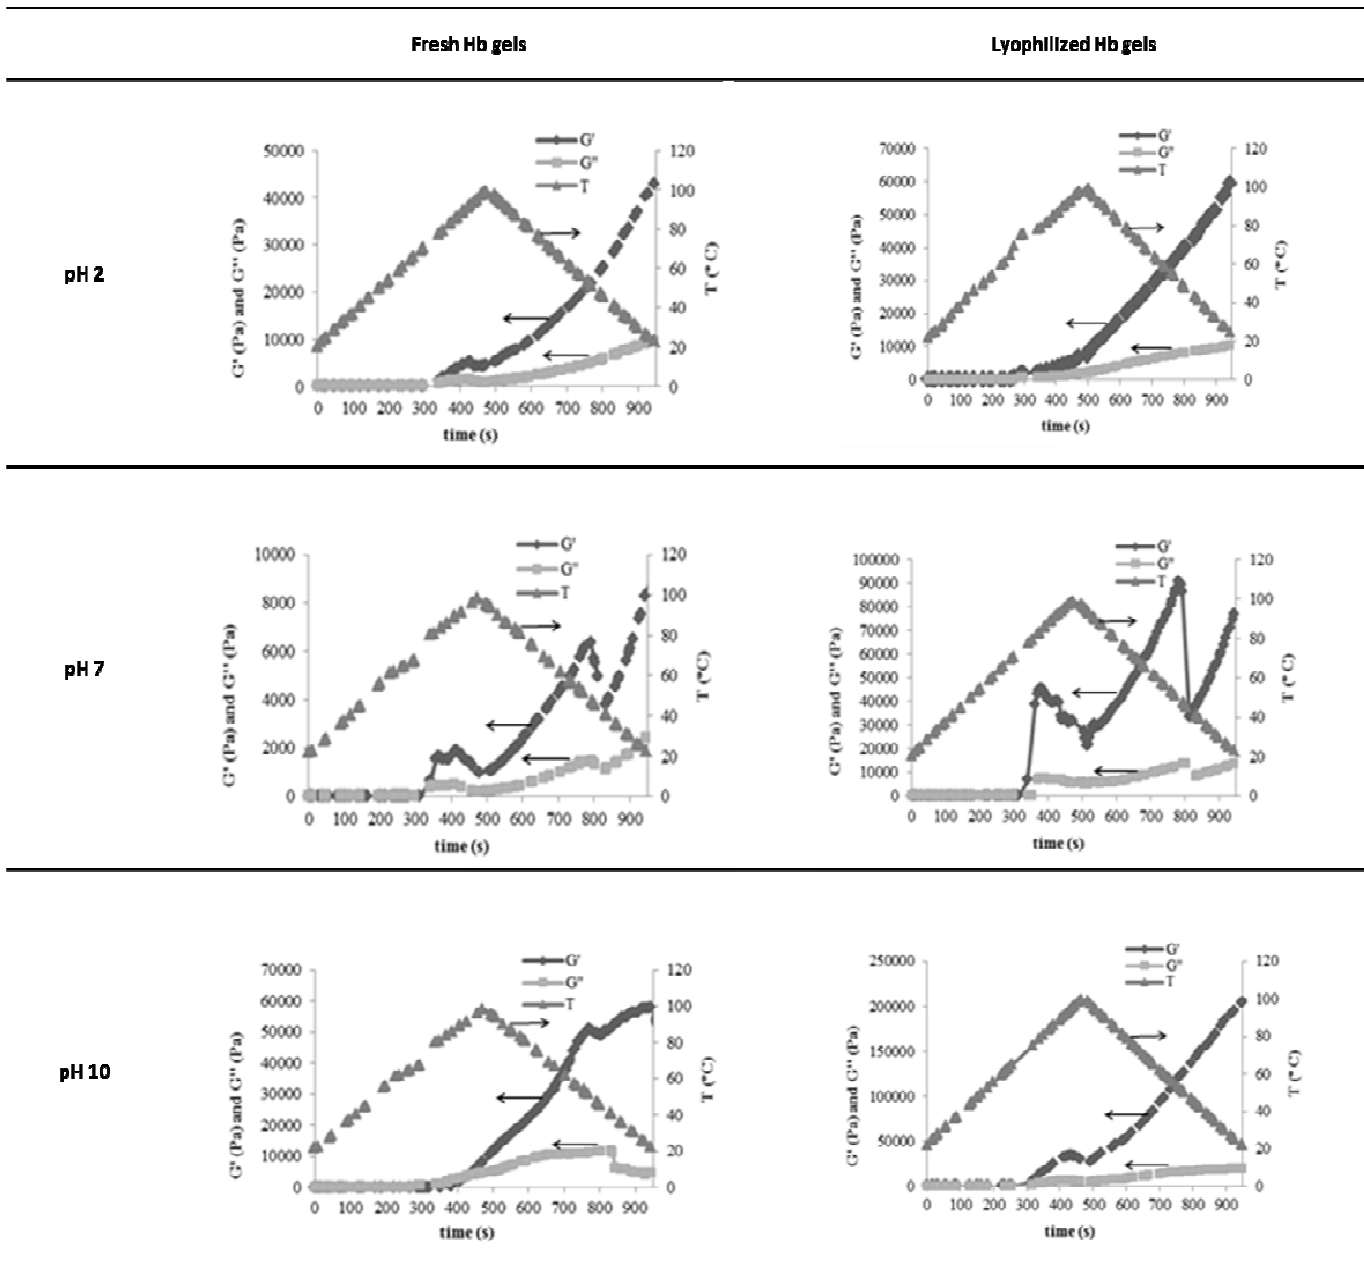 Fresh Hb gels Lyophilized Hb gels
pH 2
G' (Pa) and G'' (Pa)
50000
40000
30000
20000
10000
0
G'
G''
T
120
100
80
60
40
20
0
T (°C)
0 100 200 300 400 500 600 700 800 900
time (s)
G' (Pa) and G'' (Pa)
70000
60000
50000
40000
30000
20000
10000
0
G'
G''
T
120
100
80
60
40
20
0
T (°C)
0 100 200 300 400 500 600 700 800 900
time (s)
pH 7
G' (Pa) and G'' (Pa)
10000
8000
6000
4000
2000
0
G'
G''
T
120
100
80
60
40
20
0
T (°C)
0 100 200 300 400 500 600 700 800 900
time (s)
G' (Pa) and G'' (Pa)
100000
90000
80000
70000
60000
50000
40000
30000
20000
10000
0
G'
G''
T
120
100
80
60
40
20
0
T (°C)
0 100 200 300 400 500 600 700 800 900
time (s)
pH 10
G' (Pa) and G'' (Pa)
70000
60000
50000
40000
30000
20000
10000
0
G'
G''
T
120
100
80
60
40
20
0
T (°C)
0 100 200 300 400 500 600 700 800 900
time (s)
G' (Pa) and G'' (Pa)
250000
200000
150000
100000
50000
0
G'
G''
T
120
100
80
60
40
20
0
T (°C)
0 100 200 300 400 500 600 700 800 900
time (s)